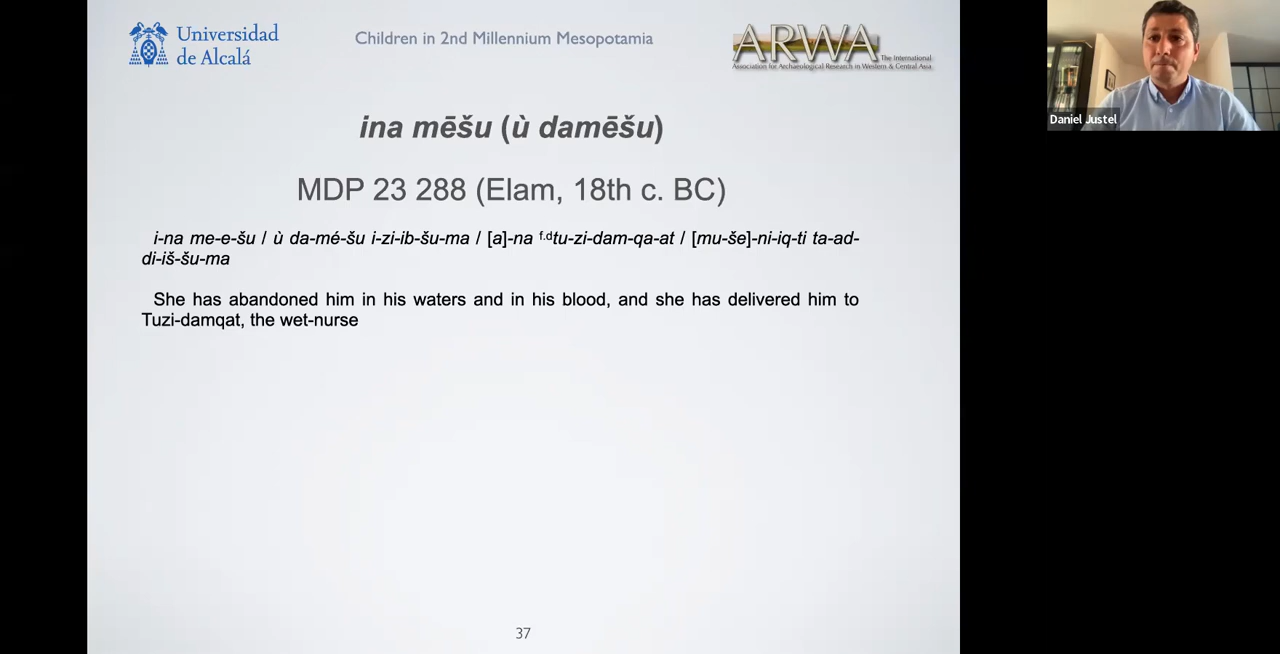 Universidad
de Alcalá
Children in 2nd Millennium Mesopotamia
ARWA The International
Association for Archaeological Research in Western & Central Asia
ina mēšu (ù damēšu)
MDP 23 288 (Elam, 18th c. BC)
i-na me-e-šu / ù da-mé-šu i-zi-ib-šu-ma / [a]-na f.dtu-zi-dam-qa-at / [mu-še]-ni-iq-ti ta-ad-
di-iš-šu-ma
She has abandoned him in his waters and in his blood, and she has delivered him to
Tuzi-damqat, the wet-nurse
37
Daniel Justel